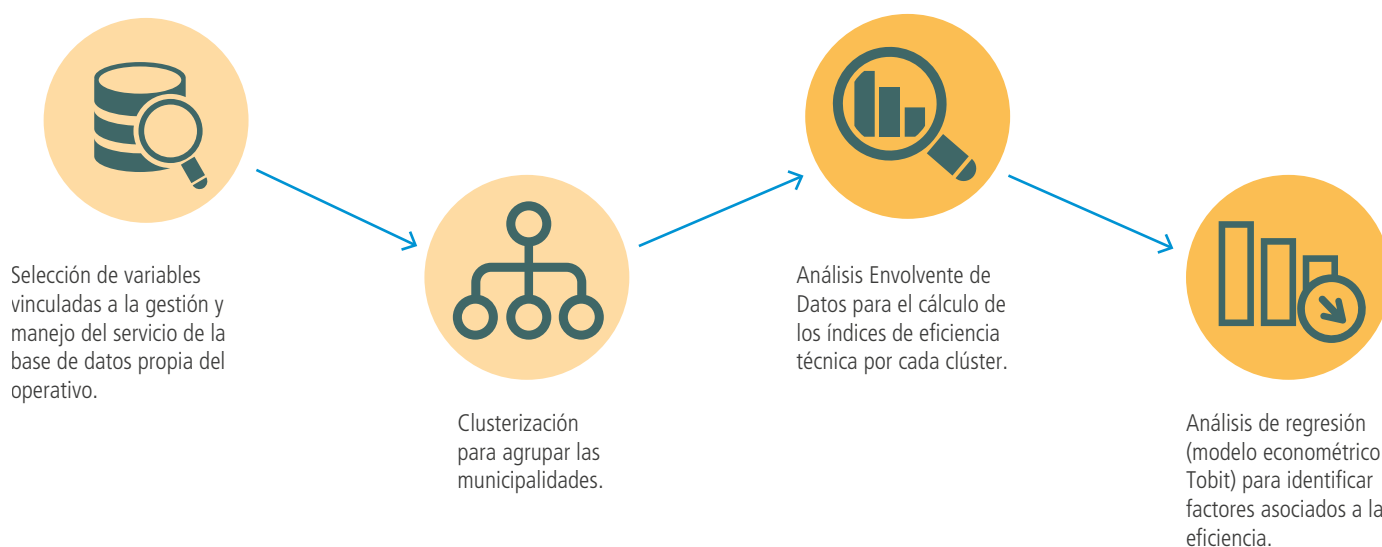 Selección de variables
vinculadas a la gestión y
manejo del servicio de la
base de datos propia del
operativo.
Clusterización
para agrupar las
municipalidades.
Análisis Envolvente de
Datos para el cálculo de
los índices de eficiencia
técnica por cada clúster.
Análisis de regresión
(modelo econométrico
Tobit) para identificar
factores asociados a la
eficiencia.